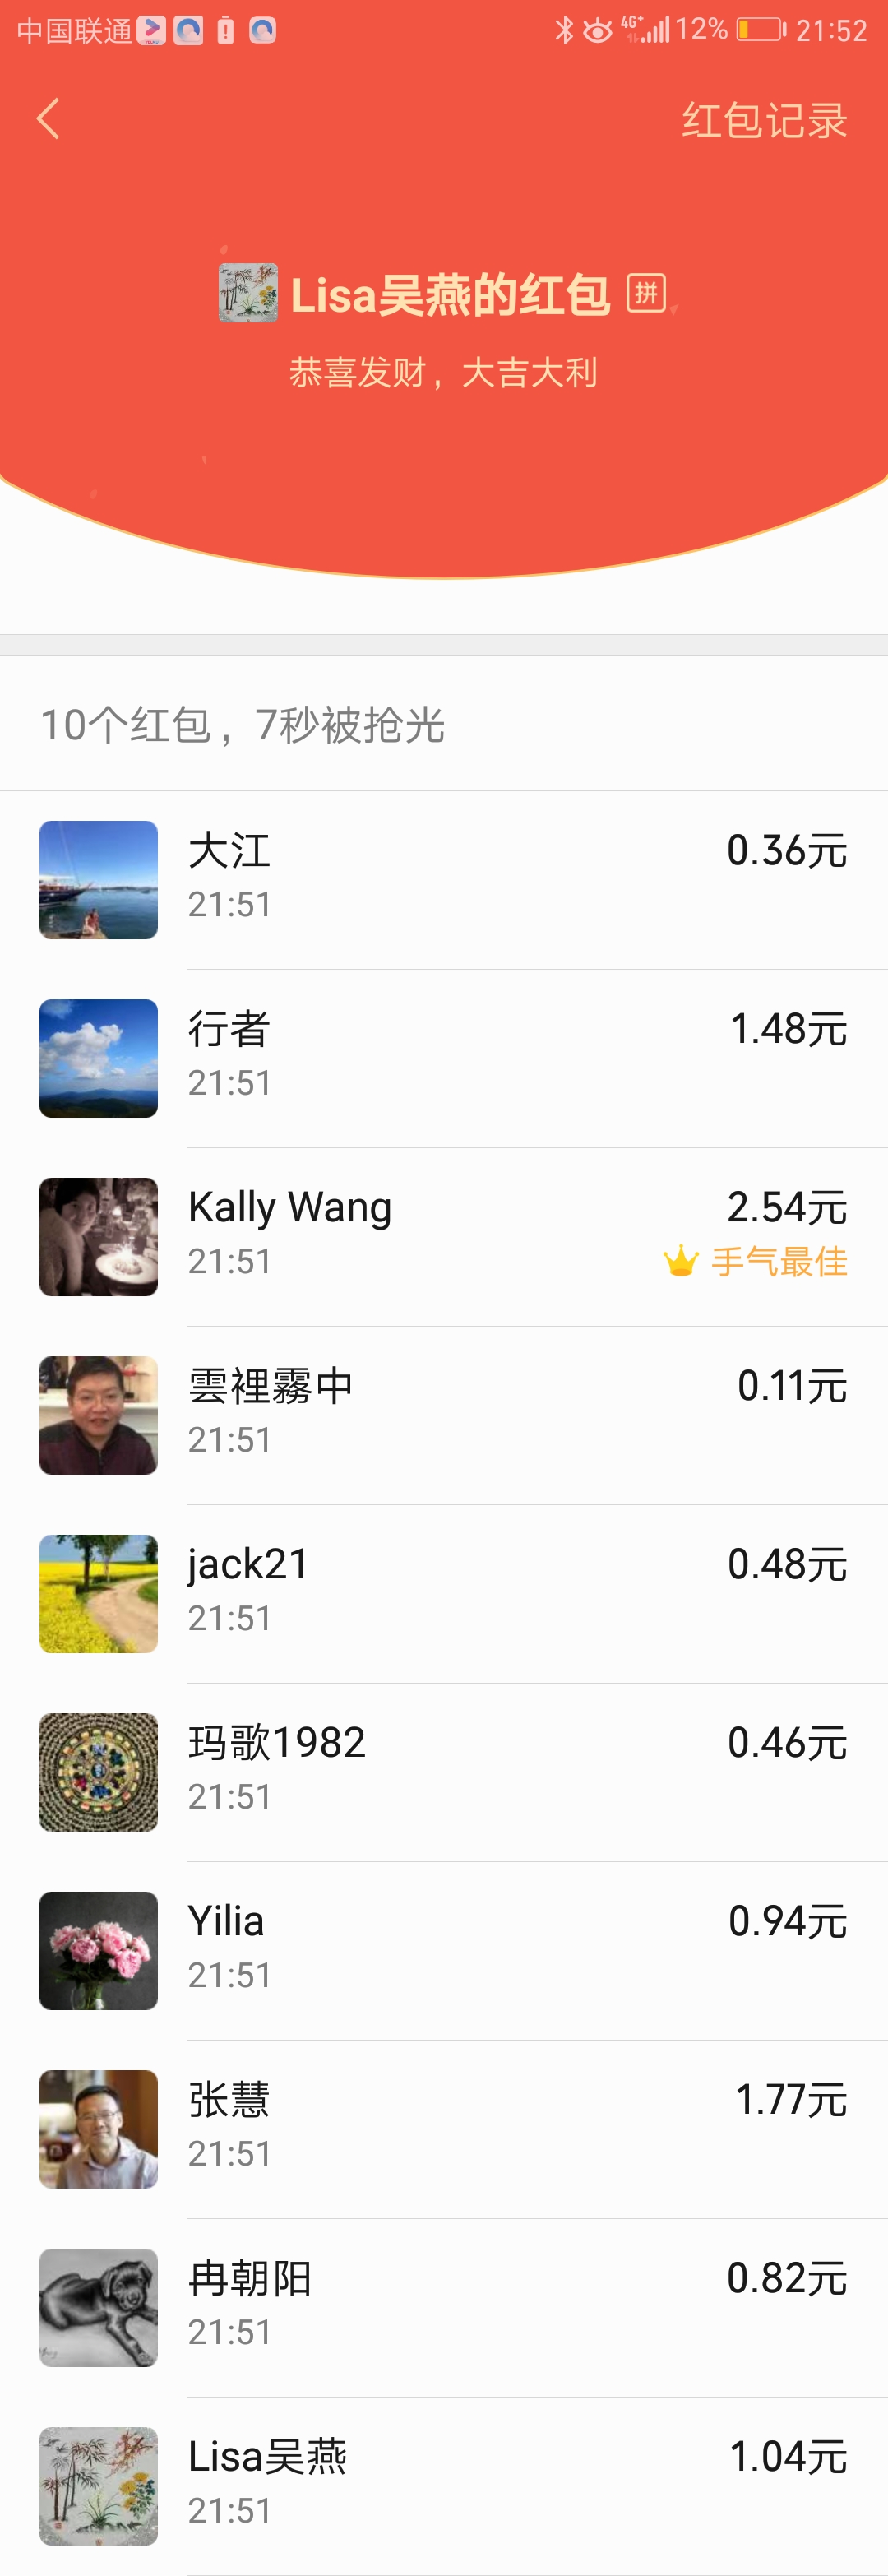 中国联通 4G+ 12% 21:52
红包记录
Lisa吴燕的红包 拼
恭喜发财，大吉大利
10个红包，7秒被抢光
大江 0.36元
21:51
行者 1.48元
21:51
Kally Wang 2.54元
21:51 手气最佳
雲裡霧中 0.11元
21:51
jack21 0.48元
21:51
玛歌1982 0.46元
21:51
Yilia 0.94元
21:51
张慧 1.77元
21:51
冉朝阳 0.82元
21:51
Lisa吴燕 1.04元
21:51